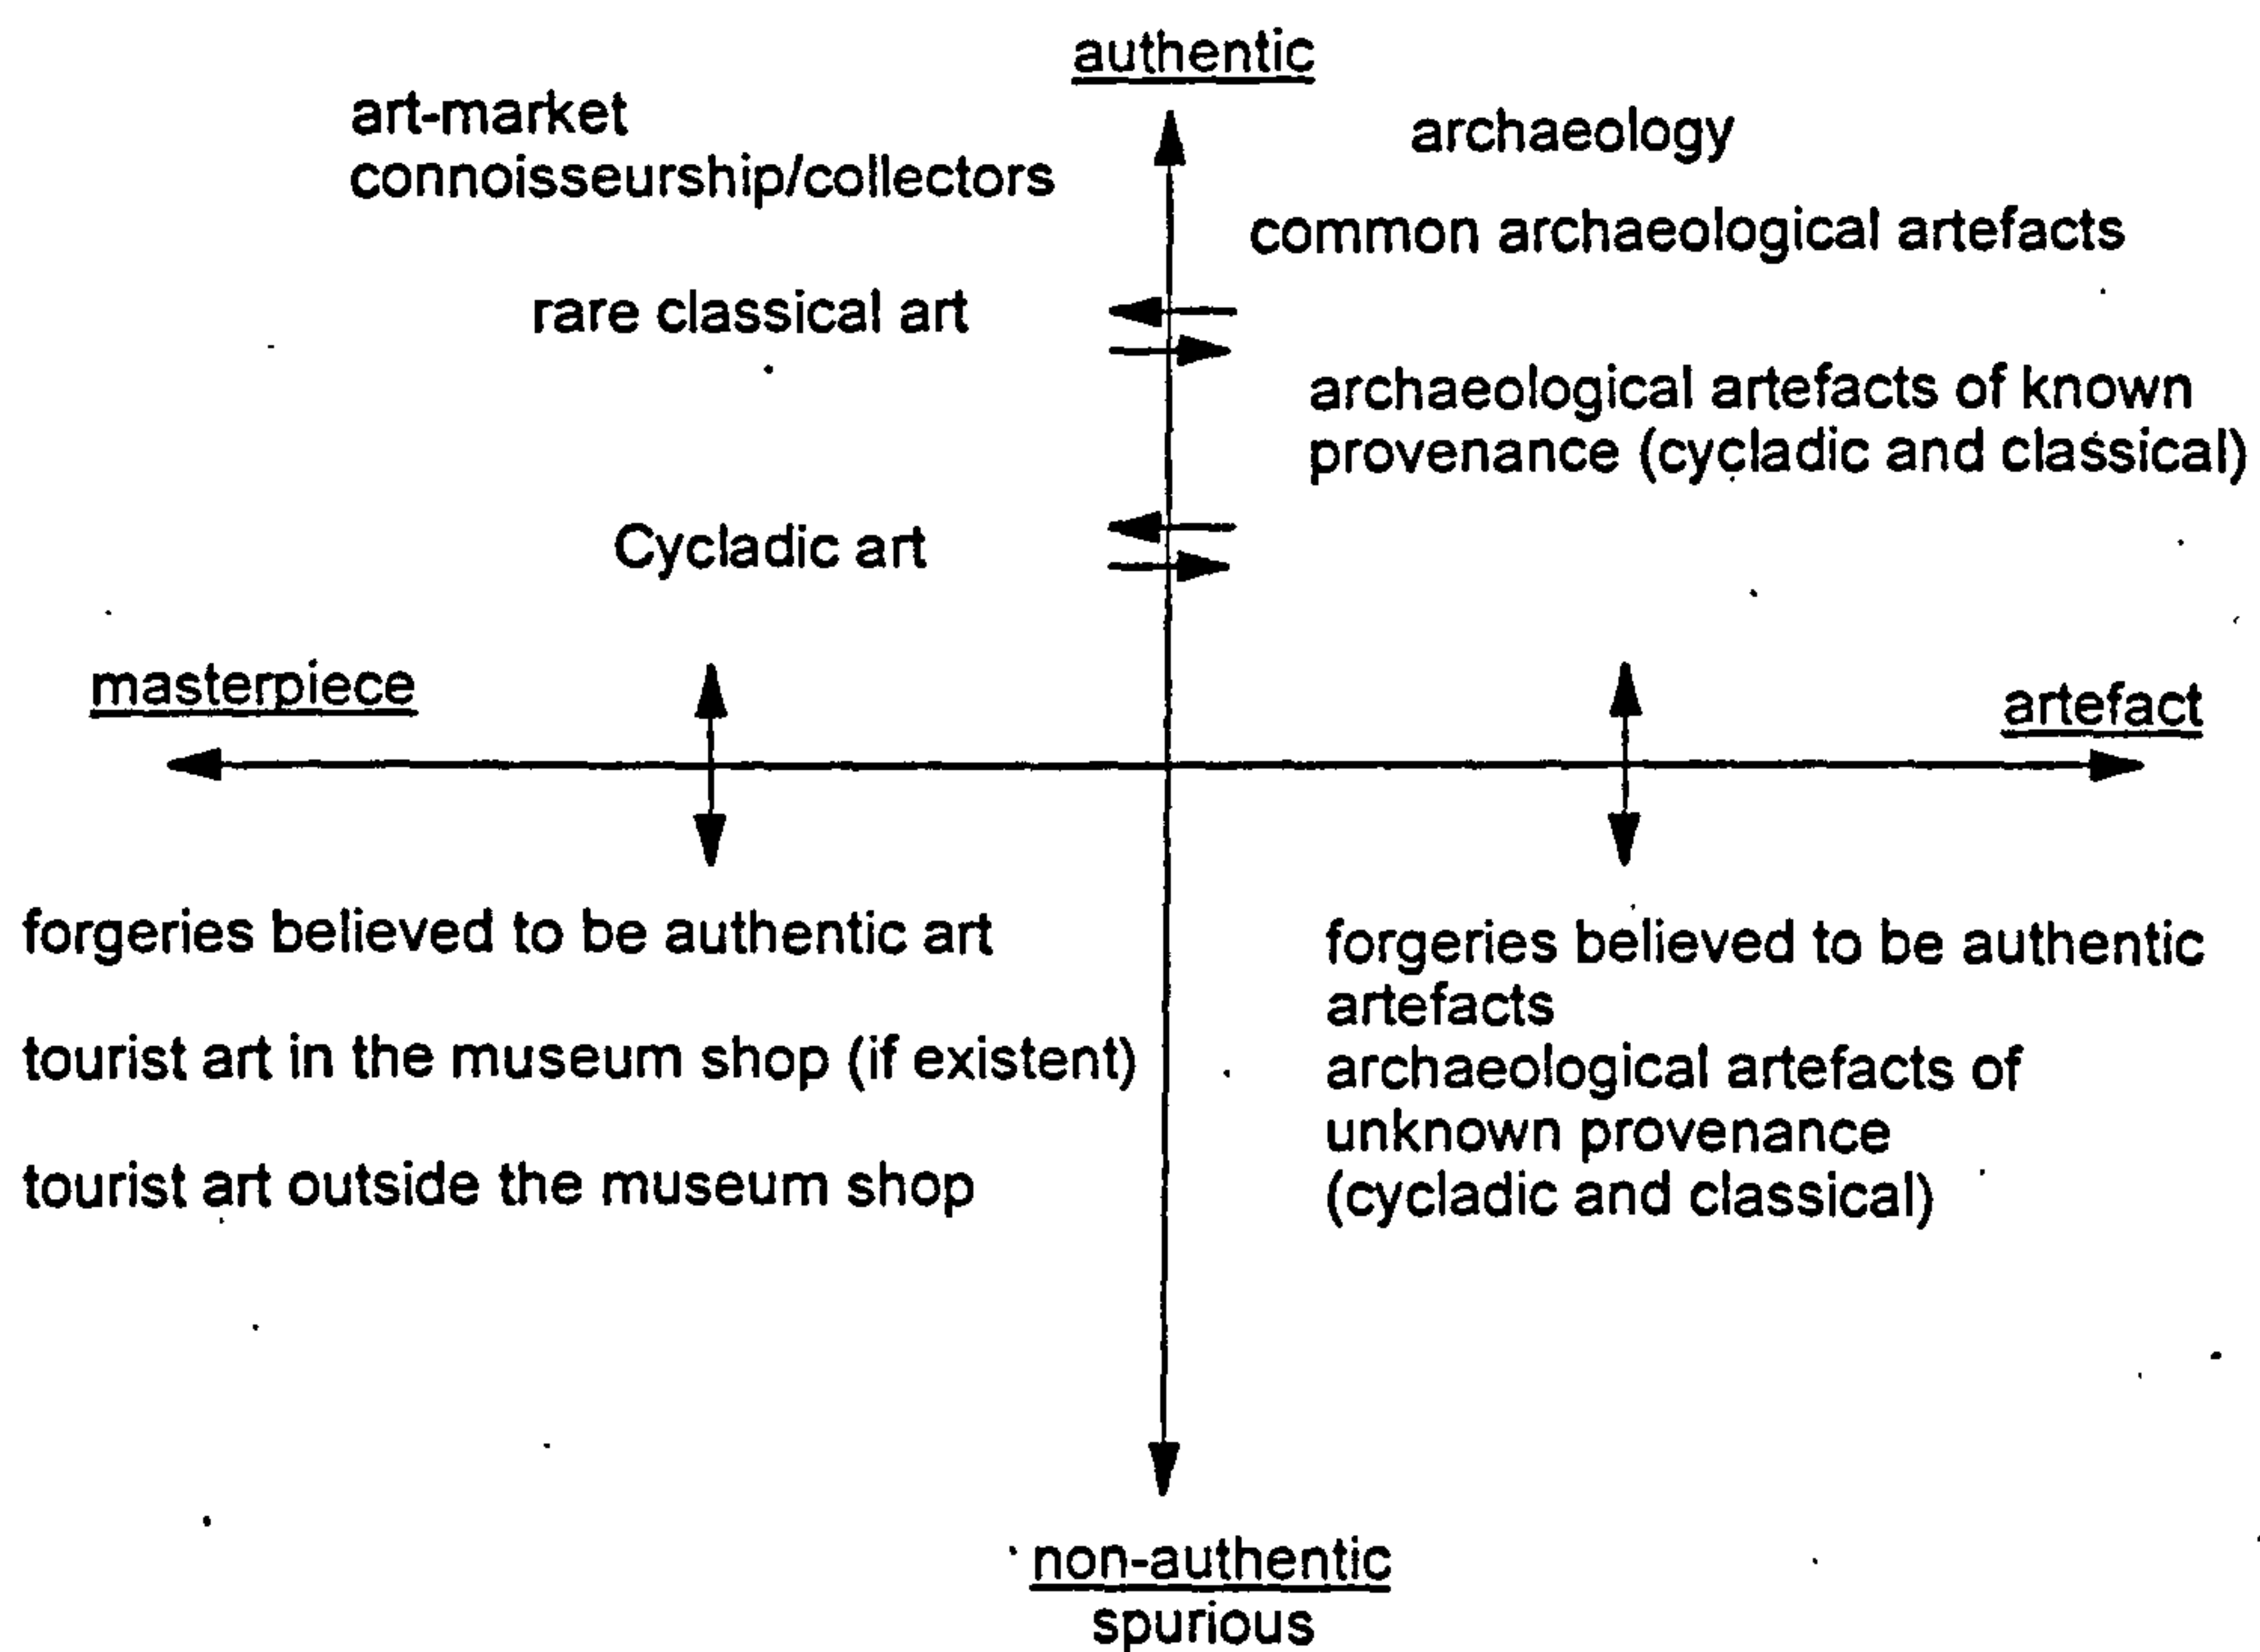 authentic
art-market
connoisseurship/collectors
archaeology
common archaeological artefacts
rare classical art
archaeological artefacts of known
provenance (cycladic and classical)
Cycladic art
masterpiece
artefact
forgeries believed to be authentic art
tourist art in the museum shop (if existent)
tourist art outside the museum shop
forgeries believed to be authentic
artefacts
archaeological artefacts of
unknown provenance
(cycladic and classical)
non-authentic
spurious